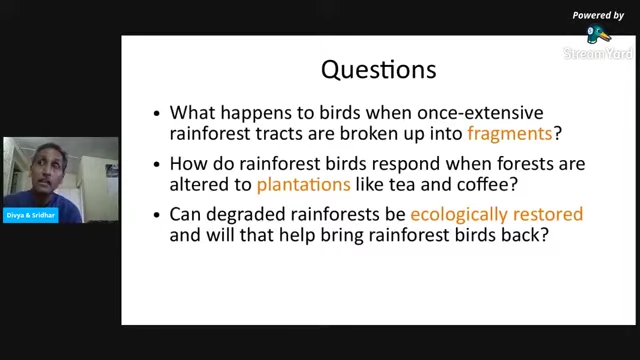 Powered by
StreamYard
Questions
• What happens to birds when once-extensive
rainforest tracts are broken up into fragments?
• How do rainforest birds respond when forests are
altered to plantations like tea and coffee?
• Can degraded rainforests be ecologically restored
and will that help bring rainforest birds back?
Divya & Sridhar